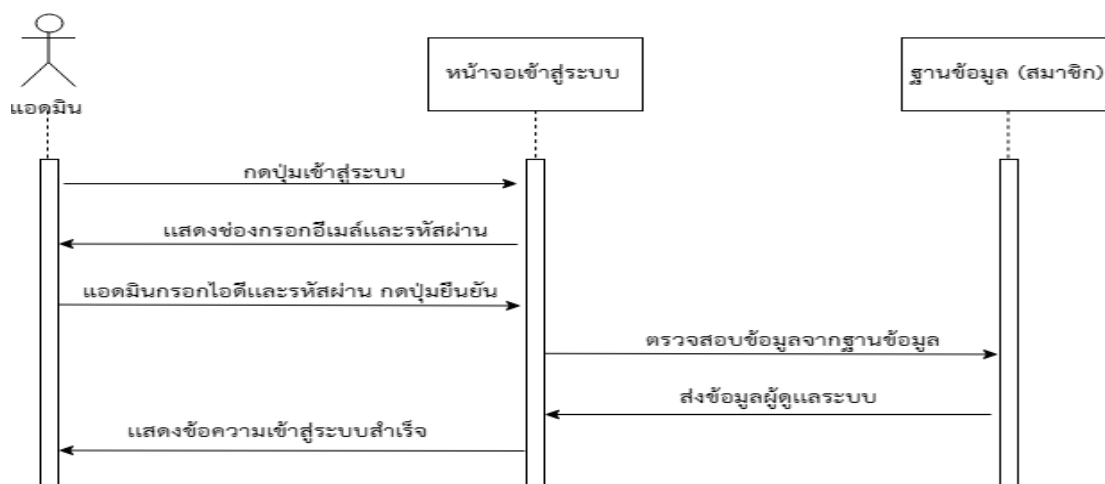 หน้าจอเข้าสู่ระบบ
ฐานข้อมูล (สมาชิก)
แอดมิน
กดปุ่มเข้าสู่ระบบ
แสดงช่องกรอกอีเมล์และรหัสผ่าน
แอดมินกรอกไอดีและรหัสผ่าน กดปุ่มยืนยัน
ตรวจสอบข้อมูลจากฐานข้อมูล
ส่งข้อมูลผู้ดูแลระบบ
แสดงข้อความเข้าสู่ระบบสำเร็จ